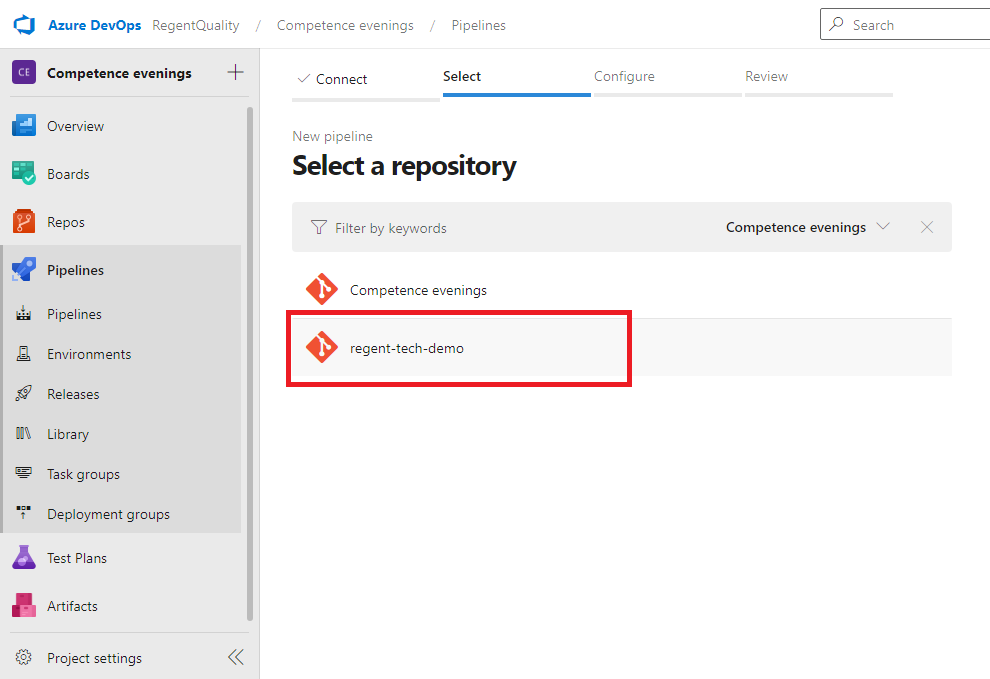 Azure DevOps RegentQuality / Competence evenings / Pipelines
Search
CE Competence evenings
Overview
Boards
Repos
Pipelines
Pipelines
Environments
Releases
Library
Task groups
Deployment groups
Test Plans
Artifacts
Project settings
Connect Select Configure Review
New pipeline
Select a repository
Filter by keywords Competence evenings
Competence evenings
regent-tech-demo